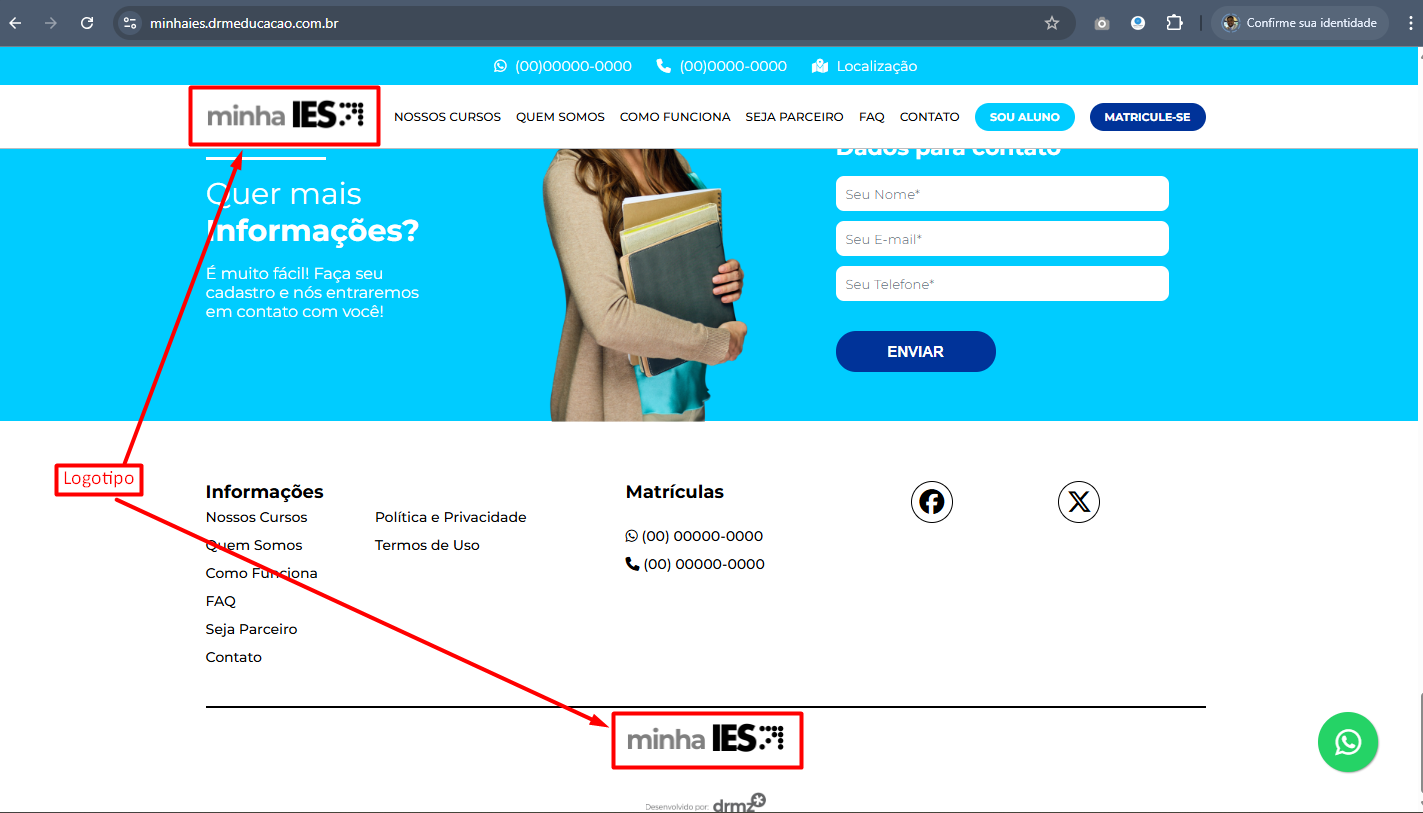 minhaies.drmeducacao.com.br
Confirme sua identidade
(00)00000-0000
(00)0000-0000
Localização
minha IES
NOSSOS CURSOS
QUEM SOMOS
COMO FUNCIONA
SEJA PARCEIRO
FAQ
CONTATO
SOU ALUNO
MATRICULE-SE
Quer mais
Informações?
É muito fácil! Faça seu
cadastro e nós entraremos
em contato com você!
Dados para contato
Seu Nome*
Seu E-mail*
Seu Telefone*
ENVIAR
Logotipo
Informações
Nossos Cursos
Quem Somos
Como Funciona
FAQ
Seja Parceiro
Contato
Política e Privacidade
Termos de Uso
Matrículas
(00) 00000-0000
(00) 00000-0000
minha IES
Desenvolvido por: drmz